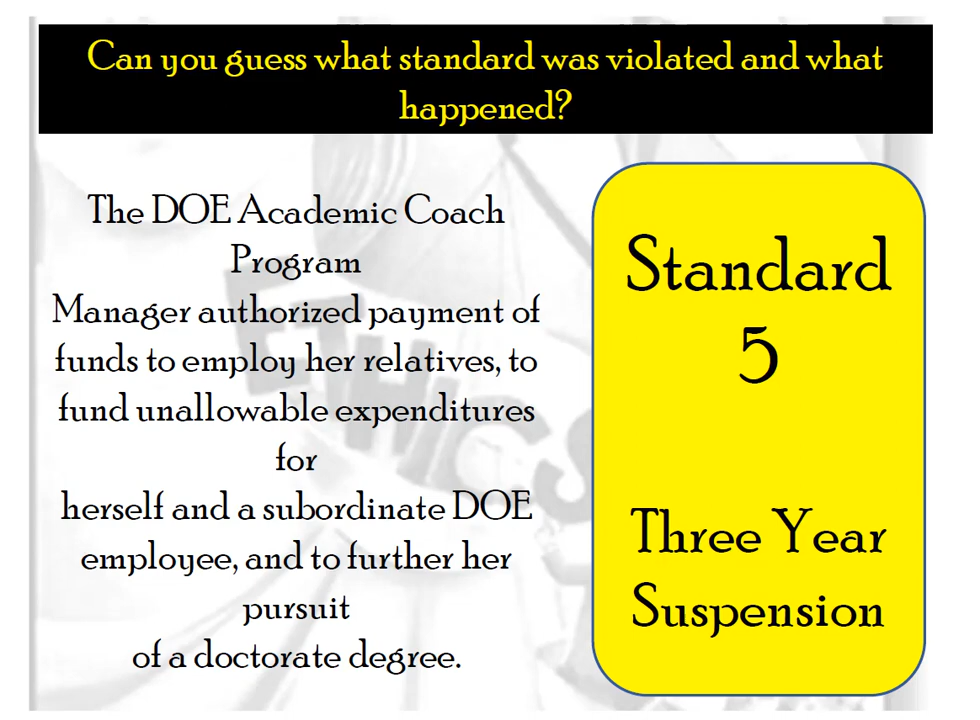 Can you guess what standard was violated and what
happened?
The DOE Academic Coach
Program
Manager authorized payment of
funds to employ her relatives, to
fund unallowable expenditures
for
herself and a subordinate DOE
employee, and to further her
pursuit
of a doctorate degree.
ETHICS
Standard
5
Three Year
Suspension